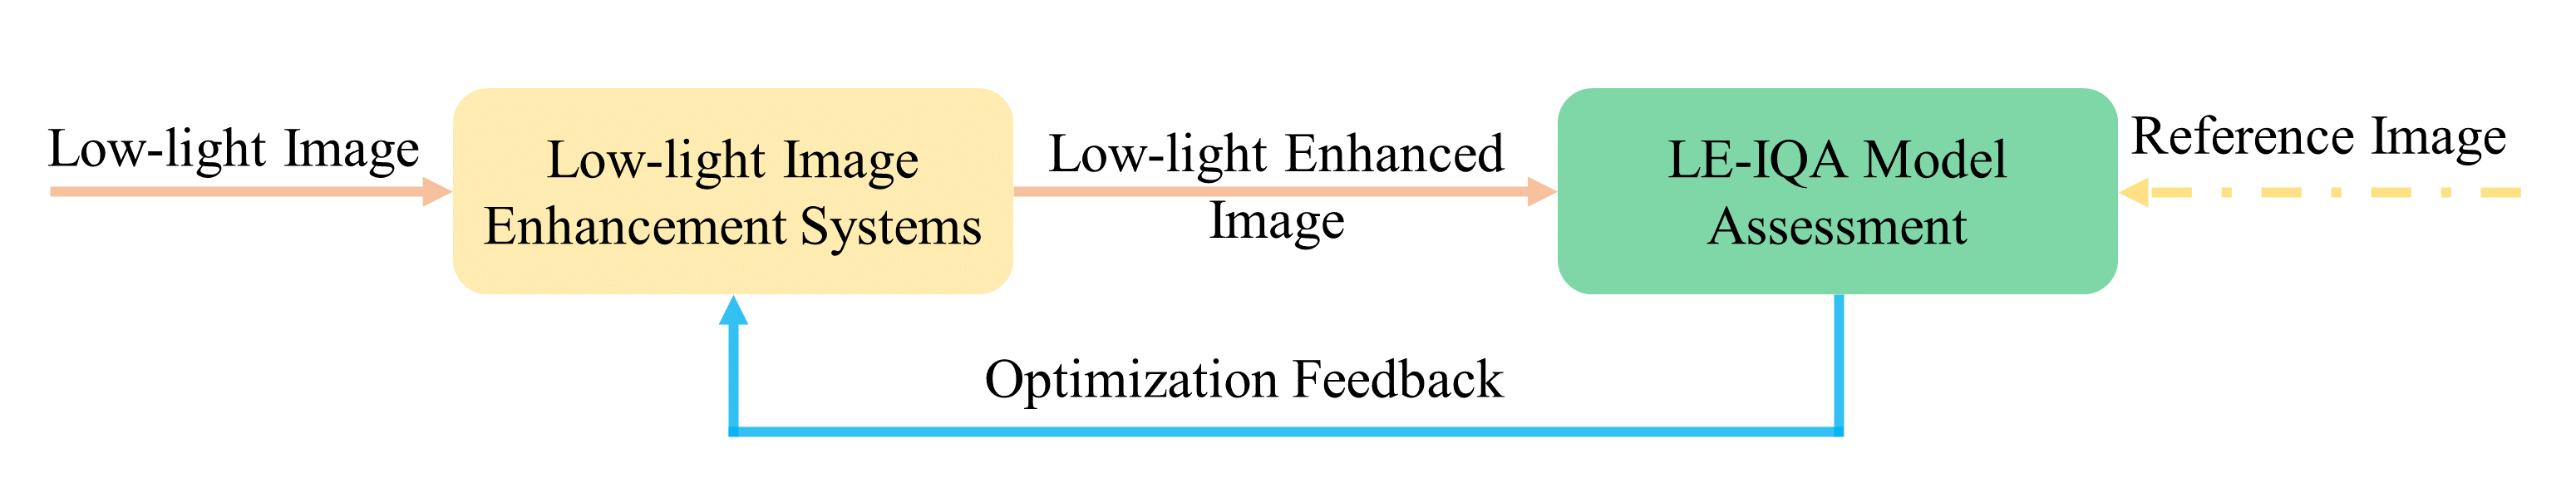 Low-light Image
Low-light Image
Enhancement Systems
Low-light Enhanced
Image
LE-IQA Model
Assessment
Reference Image
Optimization Feedback